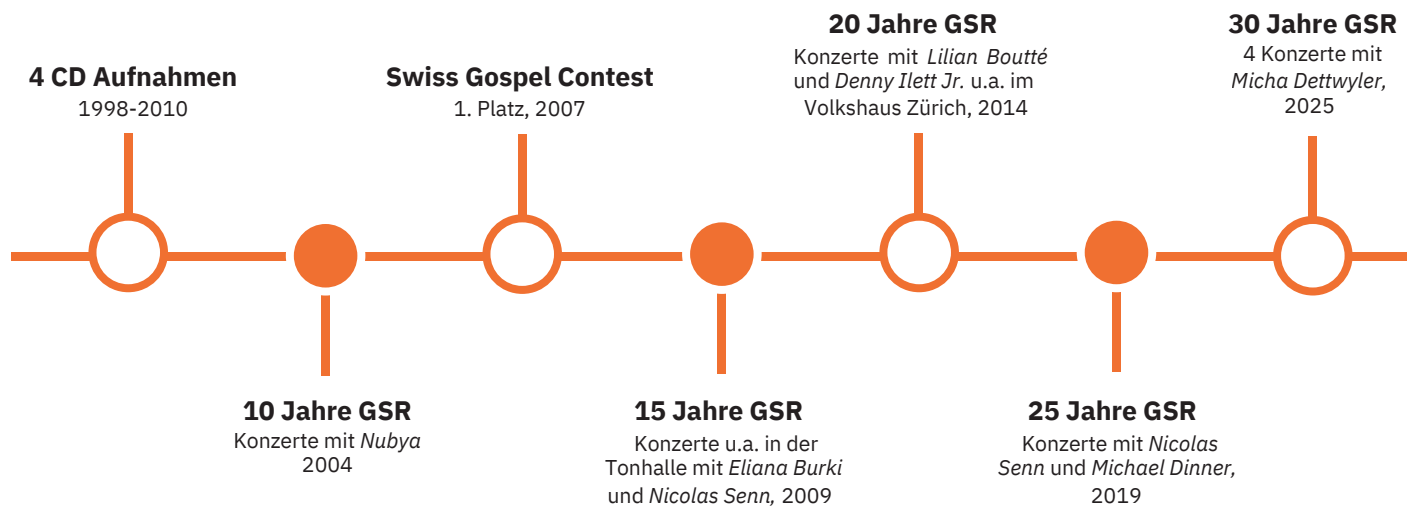 4 CD Aufnahmen
1998-2010
10 Jahre GSR
Konzerte mit Nubya
2004
Swiss Gospel Contest
1. Platz, 2007
15 Jahre GSR
Konzerte u.a. in der
Tonhalle mit Eliana Burki
und Nicolas Senn, 2009
20 Jahre GSR
Konzerte mit Lilian Boutté
und Denny Ilett Jr. u.a. im
Volkshaus Zürich, 2014
25 Jahre GSR
Konzerte mit Nicolas
Senn und Michael Dinner,
2019
30 Jahre GSR
4 Konzerte mit
Micha Dettwyler,
2025